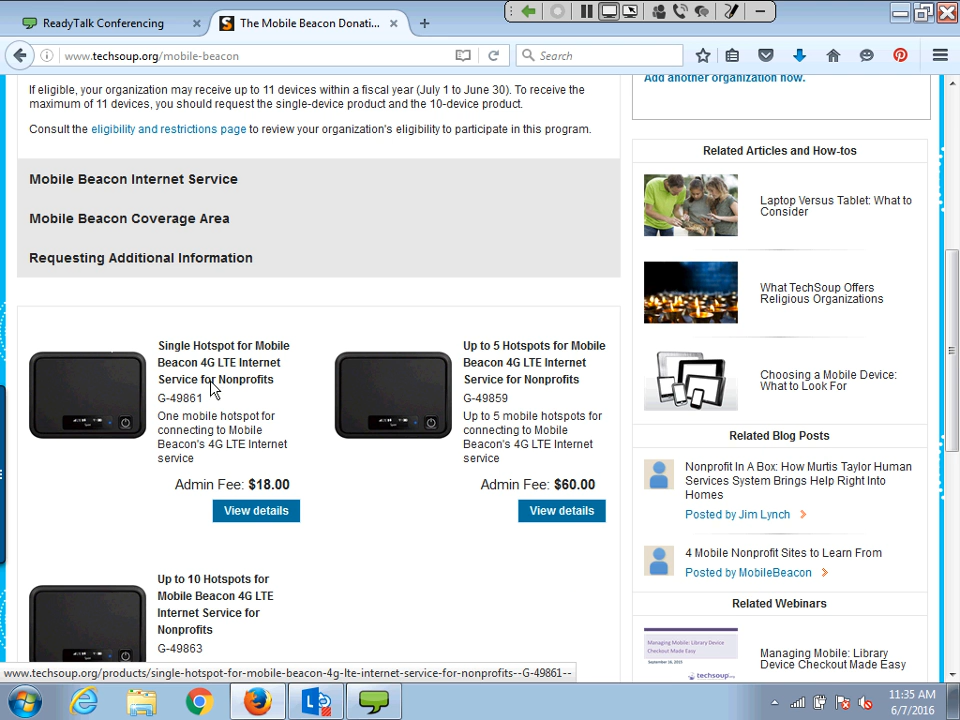 ReadyTalk Conferencing
The Mobile Beacon Donati...
www.techsoup.org/mobile-beacon
Search
If eligible, your organization may receive up to 11 devices within a fiscal year (July 1 to June 30). To receive the
maximum of 11 devices, you should request the single-device product and the 10-device product.
Consult the eligibility and restrictions page to review your organization's eligibility to participate in this program.
Mobile Beacon Internet Service
Mobile Beacon Coverage Area
Requesting Additional Information
Single Hotspot for Mobile
Beacon 4G LTE Internet
Service for Nonprofits
G-49861
One mobile hotspot for
connecting to Mobile
Beacon's 4G LTE Internet
service
Admin Fee: $18.00
View details
Up to 5 Hotspots for Mobile
Beacon 4G LTE Internet
Service for Nonprofits
G-49859
Up to 5 mobile hotspots for
connecting to Mobile
Beacon's 4G LTE Internet
service
Admin Fee: $60.00
View details
Up to 10 Hotspots for
Mobile Beacon 4G LTE
Internet Service for
Nonprofits
G-49863
Add another organization now.
Related Articles and How-tos
Laptop Versus Tablet: What to
Consider
What TechSoup Offers
Religious Organizations
Choosing a Mobile Device:
What to Look For
Related Blog Posts
Nonprofit In A Box: How Murtis Taylor Human
Services System Brings Help Right Into
Homes
Posted by Jim Lynch
4 Mobile Nonprofit Sites to Learn From
Posted by MobileBeacon
Related Webinars
Managing Mobile: Library Device
Checkout Made Easy
techsoup
Managing Mobile: Library
Device Checkout Made Easy
www.techsoup.org/products/single-hotspot-for-mobile-beacon-4g-lte-internet-service-for-nonprofits--G-49861--
11:35 AM
6/7/2016